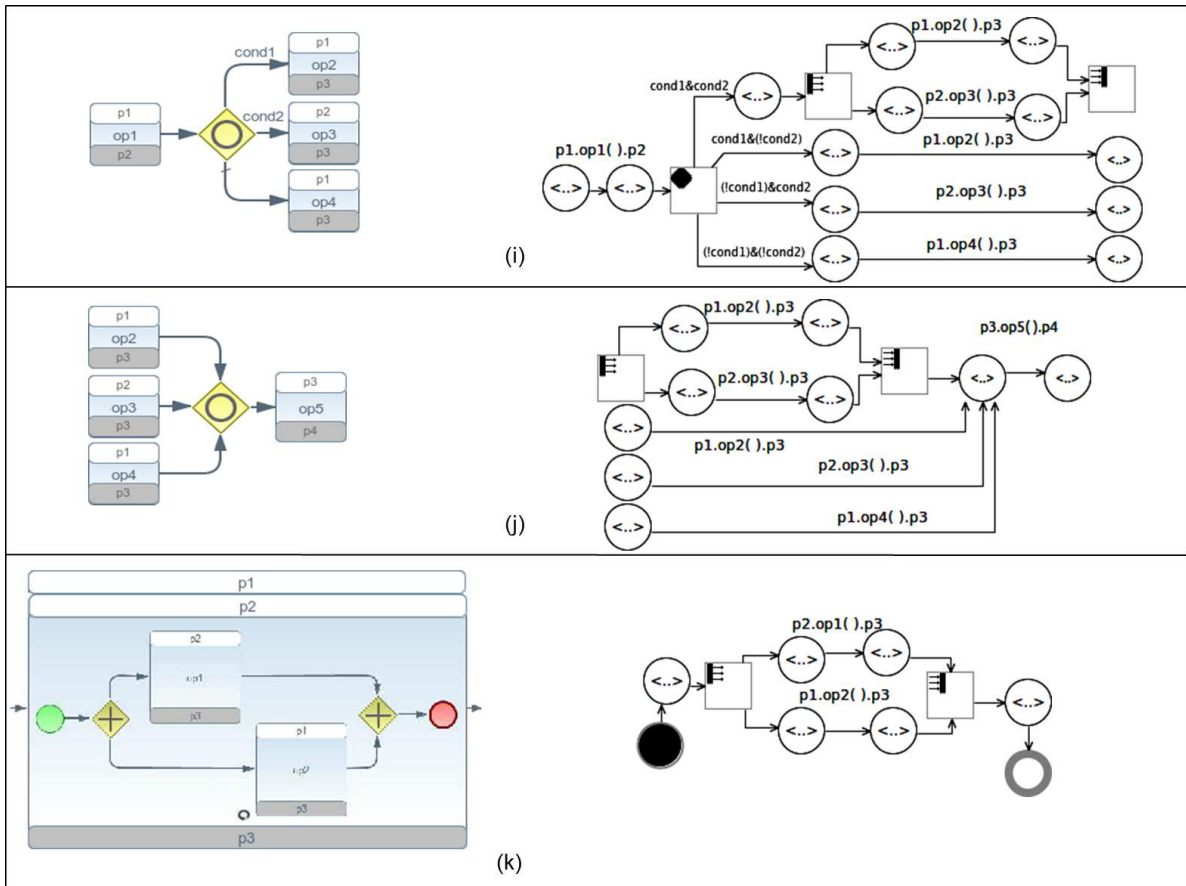 p1
op1
p2
cond1
cond2
p1
op2
p3
p2
op3
p3
p1
op4
p3
p1.op1( ).p2
<..>
<..>
cond1&cond2
cond1&(!cond2)
(!cond1)&cond2
(!cond1)&(!cond2)
<..>
<..>
p1.op2( ).p3
<..>
<..>
p2.op3( ).p3
<..>
<..>
p1.op2( ).p3
<..>
<..>
p2.op3( ).p3
<..>
<..>
p1.op4( ).p3
<..>
(i)
p1
op2
p3
p2
op3
p3
p1
op4
p3
p3
op5
p4
<..>
p1.op2( ).p3
<..>
<..>
p2.op3( ).p3
<..>
p3.op5().p4
<..>
<..>
<..>
p1.op2( ).p3
<..>
p2.op3( ).p3
<..>
p1.op4( ).p3
(j)
p1
p2
p2
op1
p3
p1
op2
p3
p3
<..>
p2.op1( ).p3
<..>
<..>
p1.op2( ).p3
<..>
<..>
<..>
(k)